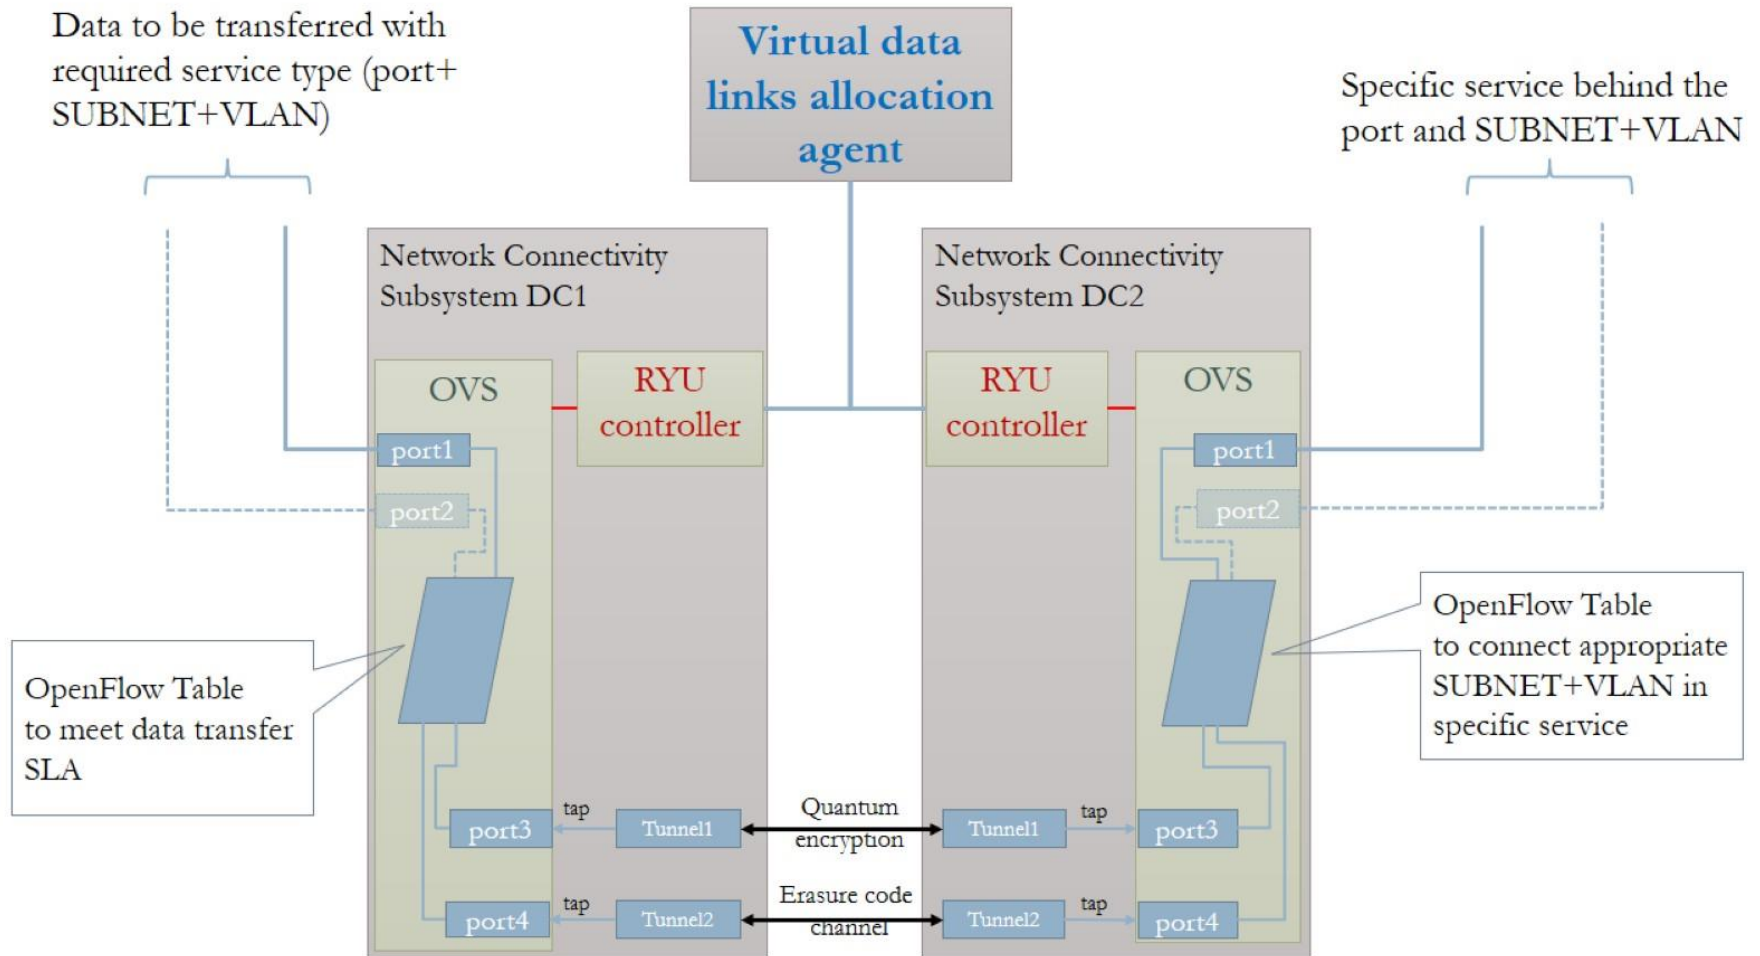 Data to be transferred with
required service type (port+
SUBNET+VLAN)
Virtual data
links allocation
agent
Specific service behind the
port and SUBNET+VLAN
Network Connectivity
Subsystem DC1
Network Connectivity
Subsystem DC2
OVS
RYU
controller
RYU
controller
OVS
port1
port2
port1
port2
OpenFlow Table
to meet data transfer
SLA
OpenFlow Table
to connect appropriate
SUBNET+VLAN in
specific service
port3
tap
Tunnel1
Quantum
encryption
Tunnel1
tap
port3
port4
tap
Tunnel2
Erasure code
channel
Tunnel2
tap
port4